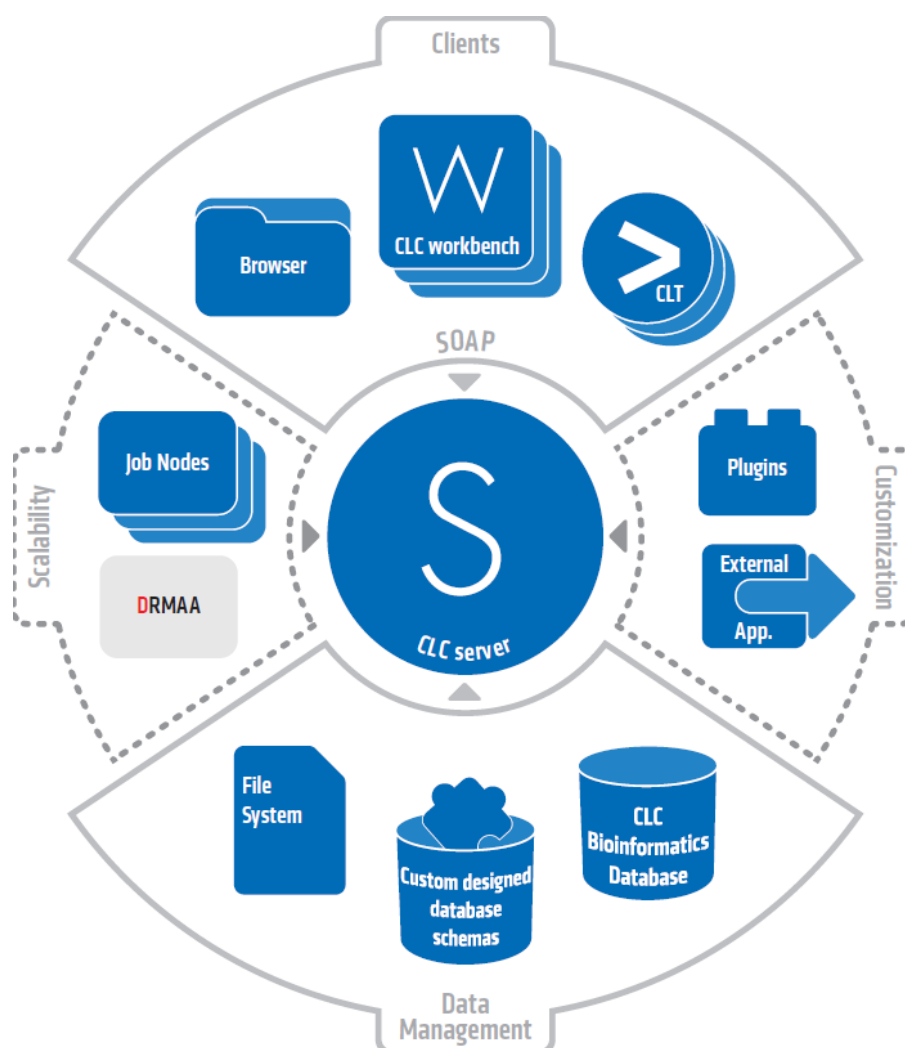 Clients
W
CLC workbench
Browser
>
CLT
SOAP
Job Nodes
Plugins
Scalability
Customization
S
External
App.
DRMAA
CLC server
File
System
CLC
Bioinformatics
Database
Custom designed
database
schemas
Data
Management